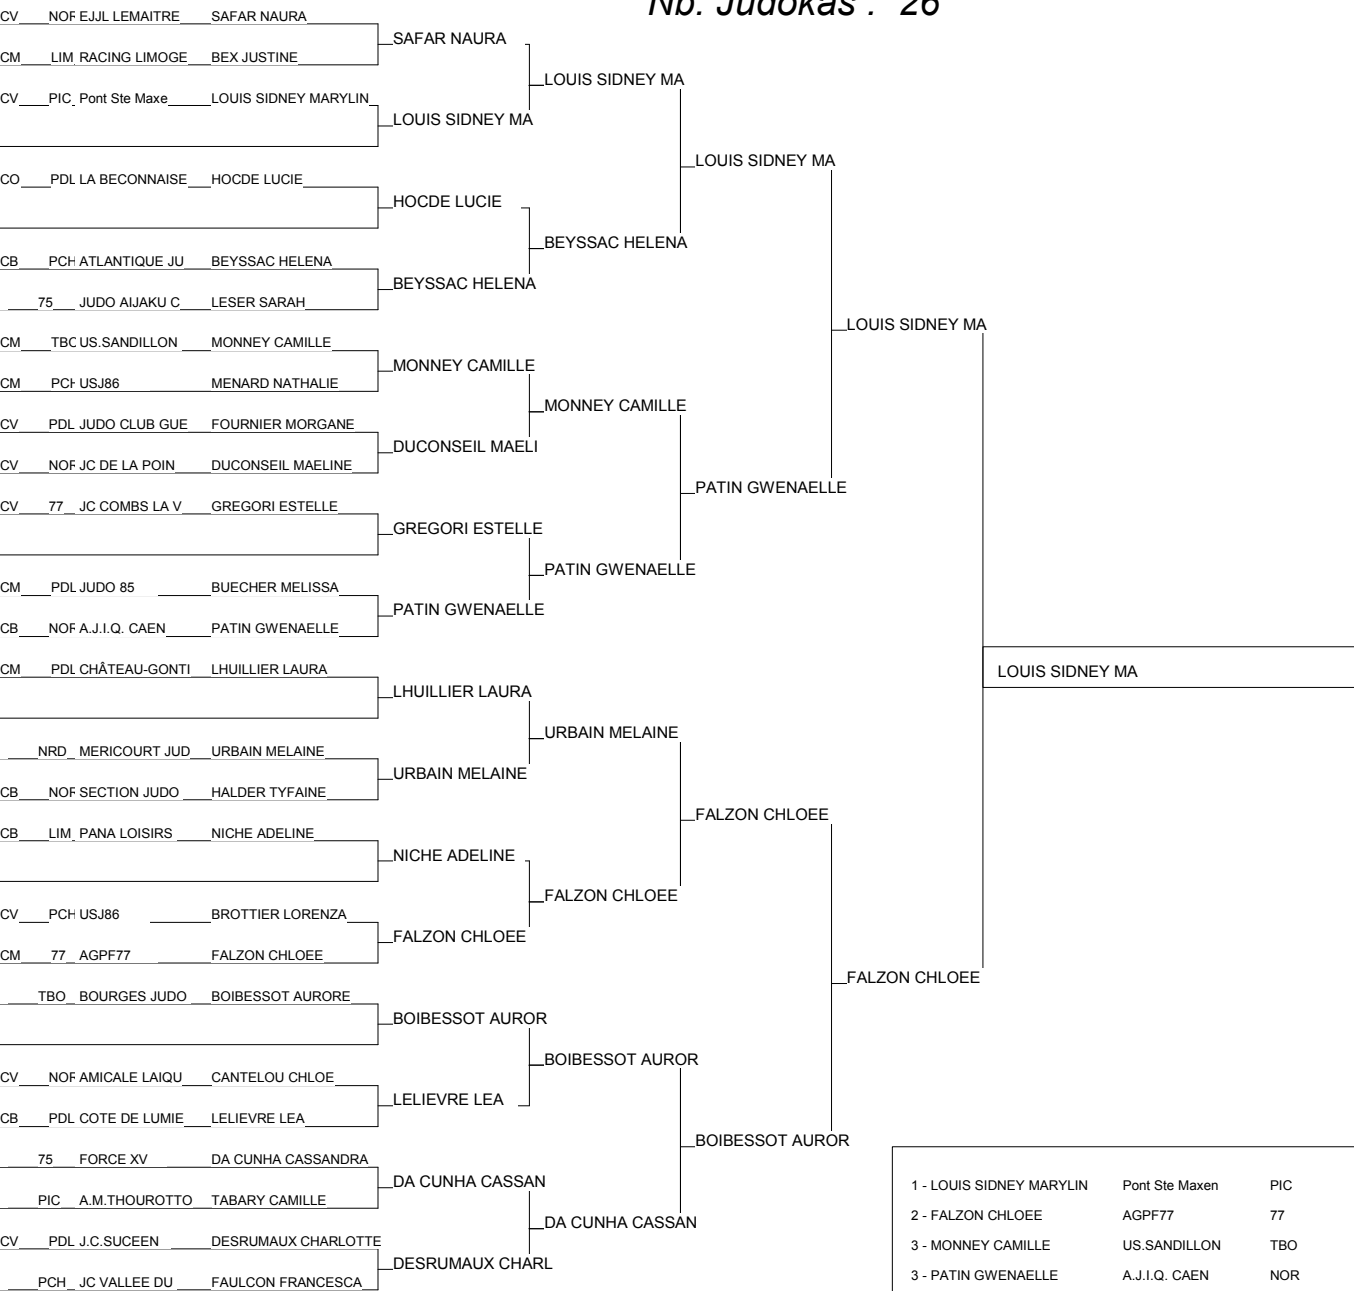 Nb. Judokas : 26
CV NOR EJJL LEMAITRE SAFAR NAURA
SAFAR NAURA
CM LIM RACING LIMOGE BEX JUSTINE
LOUIS SIDNEY MA
CV PIC Pont Ste Maxe LOUIS SIDNEY MARYLIN
LOUIS SIDNEY MA
LOUIS SIDNEY MA
CO PDL LA BECONNAISE HOCDE LUCIE
HOCDE LUCIE
BEYSSAC HELENA
CB PCH ATLANTIQUE JU BEYSSAC HELENA
BEYSSAC HELENA
75 JUDO AIJAKU C LESER SARAH
LOUIS SIDNEY MA
CM TBO US.SANDILLON MONNEY CAMILLE
MONNEY CAMILLE
CM PCH USJ86 MENARD NATHALIE
MONNEY CAMILLE
CV PDL JUDO CLUB GUE FOURNIER MORGANE
DUCONSEIL MAELI
CV NOR JC DE LA POIN DUCONSEIL MAELINE
PATIN GWENAELLE
CV 77 JC COMBS LA V GREGORI ESTELLE
GREGORI ESTELLE
PATIN GWENAELLE
CM PDL JUDO 85 BUECHER MELISSA
PATIN GWENAELLE
CB NOR A.J.I.Q. CAEN PATIN GWENAELLE
CM PDL CHÂTEAU-GONTI LHUILLIER LAURA
LOUIS SIDNEY MA
LHUILLIER LAURA
URBAIN MELAINE
NRD MERICOURT JUD URBAIN MELAINE
URBAIN MELAINE
CB NOR SECTION JUDO HALDER TYFAINE
FALZON CHLOEE
CB LIM PANA LOISIRS NICHE ADELINE
NICHE ADELINE
FALZON CHLOEE
CV PCH USJ86 BROTTIER LORENZA
FALZON CHLOEE
CM 77 AGPF77 FALZON CHLOEE
FALZON CHLOEE
TBO BOURGES JUDO BOIBESSOT AURORE
BOIBESSOT AUROR
BOIBESSOT AUROR
CV NOR AMICALE LAIQU CANTELOU CHLOE
LELIEVRE LEA
CB PDL COTE DE LUMIE LELIEVRE LEA
BOIBESSOT AUROR
75 FORCE XV DA CUNHA CASSANDRA
DA CUNHA CASSAN
PIC A.M.THOUROTTO TABARY CAMILLE
DA CUNHA CASSAN
CV PDL J.C.SUCEEN DESRUMAUX CHARLOTTE
DESRUMAUX CHARL
PCH JC VALLEE DU FAULCON FRANCESCA
1 - LOUIS SIDNEY MARYLIN Pont Ste Maxen PIC
2 - FALZON CHLOEE AGPF77 77
3 - MONNEY CAMILLE US.SANDILLON TBO
3 - PATIN GWENAELLE A.J.I.Q. CAEN NOR